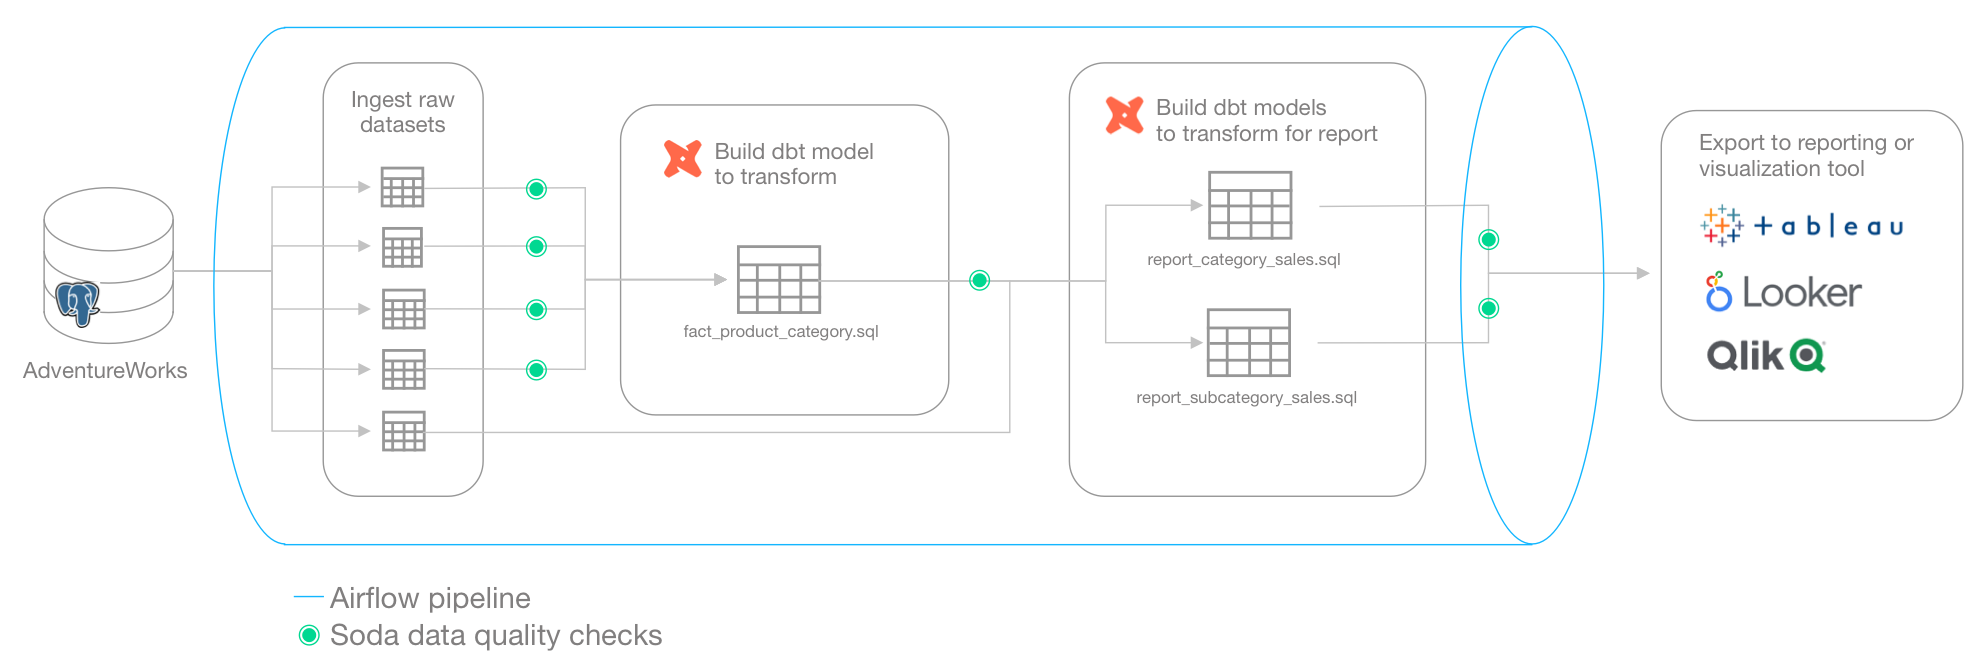 Ingest raw
datasets
Build dbt model
to transform
Build dbt models
to transform for report
Export to reporting or
visualization tool
+ a b l e a u
Looker
Qlik
report_category_sales.sql
fact_product_category.sql
AdventureWorks
report_subcategory_sales.sql
Airflow pipeline
Soda data quality checks